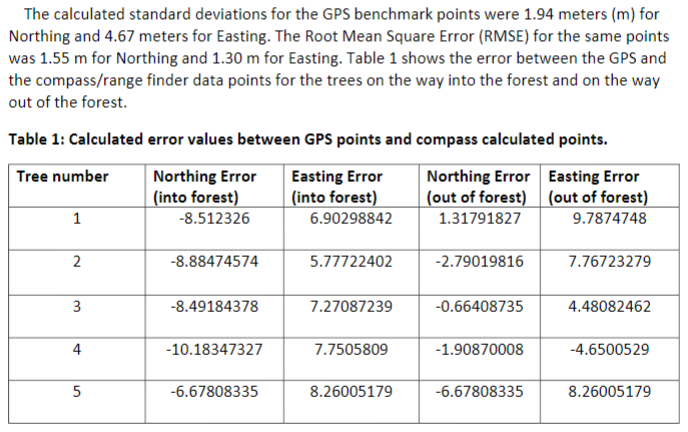 The calculated standard deviations for the GPS benchmark points were 1.94 meters (m) for
Northing and 4.67 meters for Easting. The Root Mean Square Error (RMSE) for the same points
was 1.55 m for Northing and 1.30 m for Easting. Table 1 shows the error between the GPS and
the compass/range finder data points for the trees on the way into the forest and on the way
out of the forest.
Table 1: Calculated error values between GPS points and compass calculated points.
Tree number Northing Error (into forest) Easting Error (into forest) Northing Error (out of forest) Easting Error (out of forest)
1 -8.512326 6.90298842 1.31791827 9.7874748
2 -8.88474574 5.77722402 -2.79019816 7.76723279
3 -8.49184378 7.27087239 -0.66408735 4.48082462
4 -10.18347327 7.7505809 -1.90870008 -4.6500529
5 -6.67808335 8.26005179 -6.67808335 8.26005179